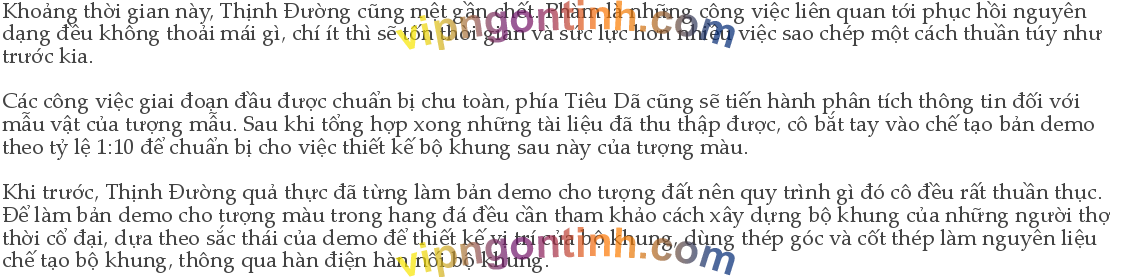 Khoảng thời gian này, Thịnh Đường cũng mệt gần chết. Phàm là những công việc liên quan tới phục hồi nguyên
dạng đều không thoải mái gì, chí ít thì sẽ tốn thời gian và sức lực hơn nhiều việc sao chép một cách thuần túy như
trước kia.
vipngontinh.com
Các công việc giai đoạn đầu được chuẩn bị chu toàn, phía Tiêu Dã cũng sẽ tiến hành phân tích thông tin đối với
mẫu vật của tượng mẫu. Sau khi tổng hợp xong những tài liệu đã thu thập được, cô bắt tay vào chế tạo bản demo
theo tỷ lệ 1:10 để chuẩn bị cho việc thiết kế bộ khung sau này của tượng màu.
Khi trước, Thịnh Đường quả thực đã từng làm bản demo cho tượng đất nên quy trình gì đó cô đều rất thuần thục.
Để làm bản demo cho tượng màu trong hang đá đều cần tham khảo cách xây dựng bộ khung của những người thợ
thời cổ đại, dựa theo sắc thái của demo để thiết kế vị trí của bộ khung, dùng thép góc và cốt thép làm nguyên liệu
chế tạo bộ khung, thông qua hàn điện hàn nối bộ khung.
vipngontinh.com